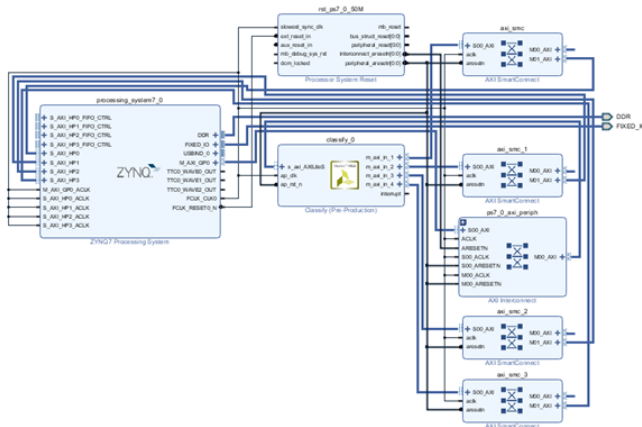 rst_ps7_0_50M
slowest_sync_clk
ext_reset_in
aux_reset_in
mb_debug_sys_rst
dcm_locked
mb_reset
bus_struct_reset[0:0]
peripheral_reset[0:0]
interconnect_aresetn[0:0]
peripheral_aresetn[0:0]
Processor System Reset
axi_smc
S00_AXI
aclk
aresetn
M00_AXI
M01_AXI
AXI SmartConnect
DDR
processing_system7_0
S_AXI_HP0_FIFO_CTRL
S_AXI_HP1_FIFO_CTRL
S_AXI_HP2_FIFO_CTRL
S_AXI_HP3_FIFO_CTRL
S_AXI_HP0
S_AXI_HP1
S_AXI_HP2
S_AXI_HP3
M_AXI_GP0_ACLK
S_AXI_HP0_ACLK
S_AXI_HP1_ACLK
S_AXI_HP2_ACLK
S_AXI_HP3_ACLK
ZYNQ
DDR
FIXED_IO
USBIND_0
M_AXI_GP0
TTC0_WAVE0_OUT
TTC0_WAVE1_OUT
TTC0_WAVE2_OUT
FCLK_CLK0
FCLK_RESET0_N
ZYNQ7 Processing System
classify_0
s_axi_AXILiteS
ap_clk
ap_rst_n
m_axi_in_1
m_axi_in_2
m_axi_in_3
m_axi_in_4
interrupt
Classify (Pre-Production)
axi_smc_1
S00_AXI
aclk
aresetn
M00_AXI
M01_AXI
AXI SmartConnect
ps7_0_axi_periph
S00_AXI
ACLK
ARESETN
S00_ACLK
S00_ARESETN
M00_ACLK
M00_ARESETN
M00_AXI
AXI Interconnect
axi_smc_2
S00_AXI
aclk
aresetn
M00_AXI
M01_AXI
AXI SmartConnect
axi_smc_3
S00_AXI
aclk
aresetn
M00_AXI
M01_AXI
AXI SmartConnect